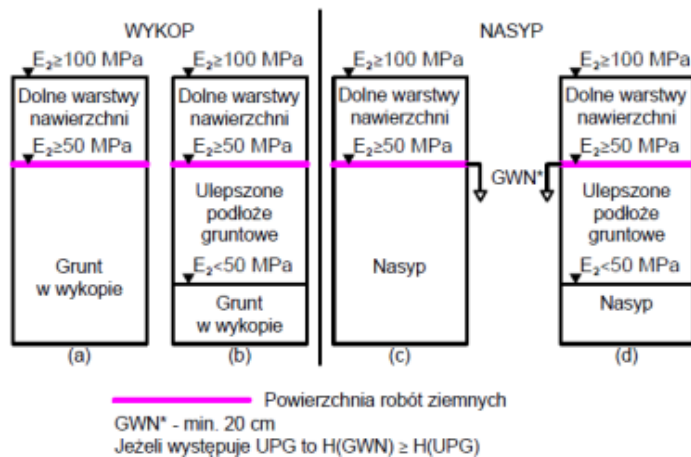 WYKOP
NASYP
E₂≥100 MPa
E₂≥100 MPa
E₂≥100 MPa
E₂≥100 MPa
Dolne warstwy
nawierzchni
Dolne warstwy
nawierzchni
Dolne warstwy
nawierzchni
Dolne warstwy
nawierzchni
E₂≥50 MPa
E₂≥50 MPa
E₂≥50 MPa
E₂≥50 MPa
GWN*
Grunt
w wykopie
Ulepszone
podłoże
gruntowe
Nasyp
Ulepszone
podłoże
gruntowe
E₂<50 MPa
E₂<50 MPa
Grunt
w wykopie
Nasyp
(a)
(b)
(c)
(d)
Powierzchnia robót ziemnych
GWN* - min. 20 cm
Jeżeli występuje UPG to H(GWN) ≥ H(UPG)